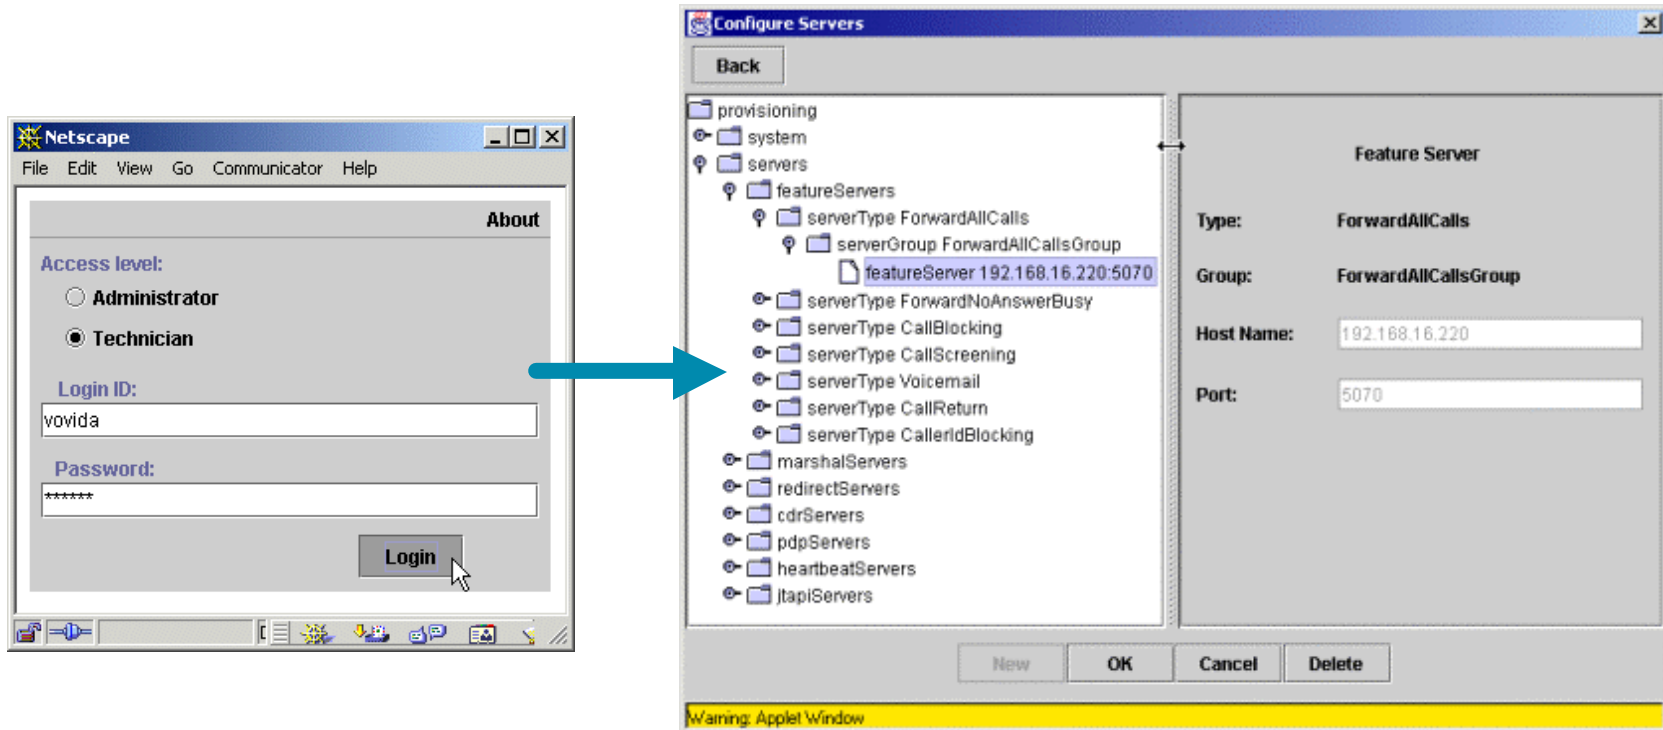 Netscape
File Edit View Go Communicator Help
About
Access level:
Administrator
Technician
Login ID:
vovida
Password:
******
Login
Configure Servers
Back
provisioning
system
servers
featureServers
serverType ForwardAllCalls
serverGroup ForwardAllCallsGroup
featureServer 192.168.16.220:5070
serverType ForwardNoAnswerBusy
serverType CallBlocking
serverType CallScreening
serverType Voicemail
serverType CallReturn
serverType CallerIdBlocking
marshalServers
redirectServers
cdrServers
pdpServers
heartbeatServers
jtapiServers
Feature Server
Type: ForwardAllCalls
Group: ForwardAllCallsGroup
Host Name: 192.168.16.220
Port: 5070
New OK Cancel Delete
Warning: Applet Window